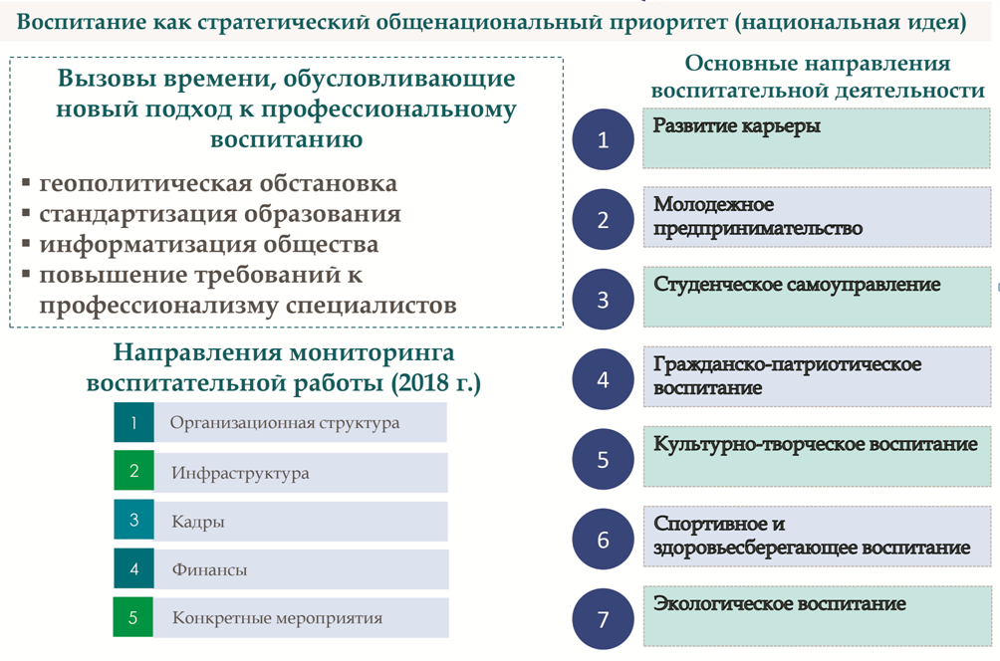 Воспитание как стратегический общенациональный приоритет (национальная идея)
Вызовы времени, обусловливающие
новый подход к профессиональному
воспитанию
▪ геополитическая обстановка
▪ стандартизация образования
▪ информатизация общества
▪ повышение требований к
профессионализму специалистов
Направления мониторинга
воспитательной работы (2018 г.)
1 Организационная структура
2 Инфраструктура
3 Кадры
4 Финансы
5 Конкретные мероприятия
Основные направления
воспитательной деятельности
1 Развитие карьеры
2 Молодежное
предпринимательство
3 Студенческое самоуправление
4 Гражданско-патриотическое
воспитание
5 Культурно-творческое воспитание
6 Спортивное и
здоровьесберегающее воспитание
7 Экологическое воспитание